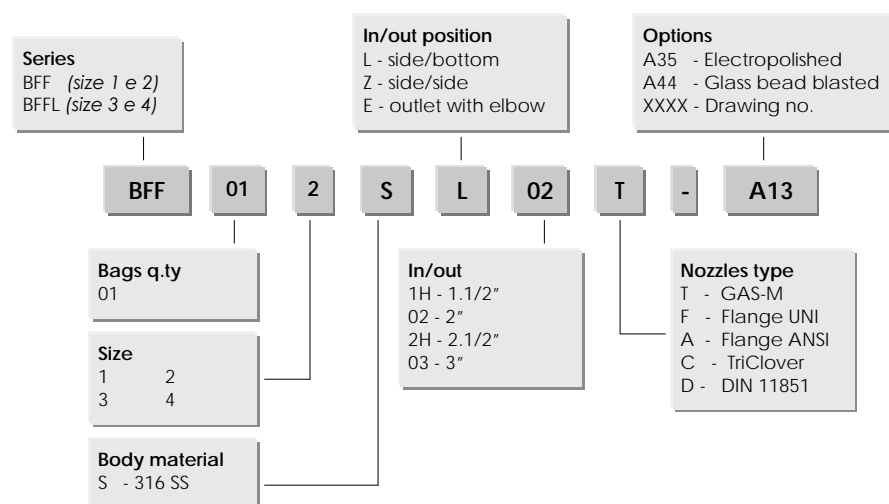 Series
BFF (size 1 e 2)
BFFL (size 3 e 4)
In/out position
L - side/bottom
Z - side/side
E - outlet with elbow
Options
A35 - Electropolished
A44 - Glass bead blasted
XXXX - Drawing no.
BFF 01 2 S L 02 T - A13
Bags q.ty
01
Size
1 2
3 4
Body material
S - 316 SS
In/out
1H - 1.1/2"
02 - 2"
2H - 2.1/2"
03 - 3"
Nozzles type
T - GAS-M
F - Flange UNI
A - Flange ANSI
C - TriClover
D - DIN 11851